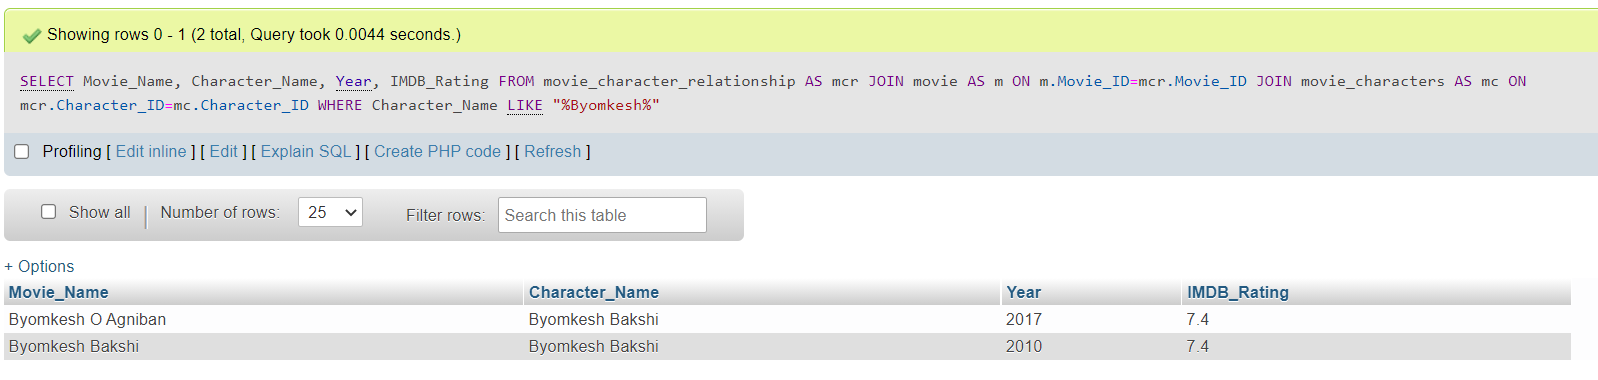 Showing rows 0 - 1 (2 total, Query took 0.0044 seconds.)
SELECT Movie_Name, Character_Name, Year, IMDB_Rating FROM movie_character_relationship AS mcr JOIN movie AS m ON m.Movie_ID=mcr.Movie_ID JOIN movie_characters AS mc ON
mcr.Character_ID=mc.Character_ID WHERE Character_Name LIKE "%Byomkesh%"
Profiling [ Edit inline ] [ Edit ] [ Explain SQL ] [ Create PHP code ] [ Refresh ]
Show all | Number of rows: 25 Filter rows: Search this table
+ Options
Movie_Name Character_Name Year IMDB_Rating
Byomkesh O Agniban Byomkesh Bakshi 2017 7.4
Byomkesh Bakshi Byomkesh Bakshi 2010 7.4